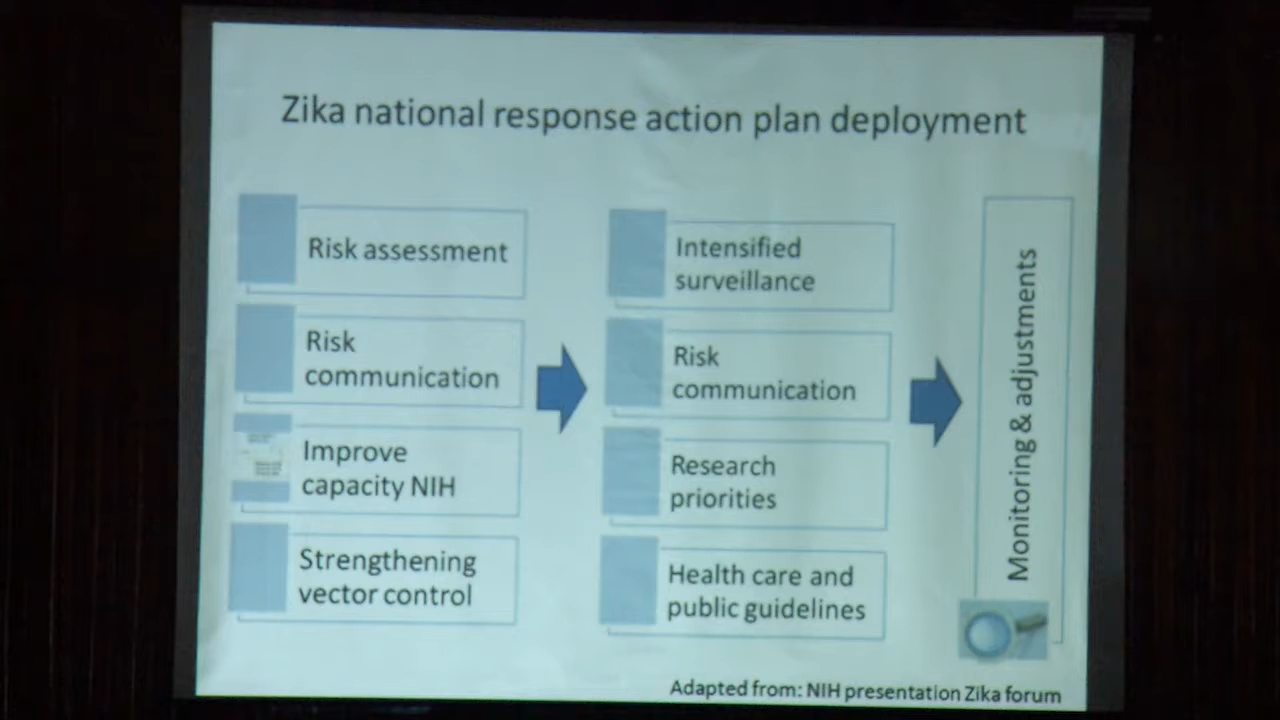 Zika national response action plan deployment
Risk assessment
Risk
communication
Improve
capacity NIH
Strengthening
vector control
Intensified
surveillance
Risk
communication
Research
priorities
Health care and
public guidelines
Monitoring & adjustments
Adapted from: NIH presentation Zika forum